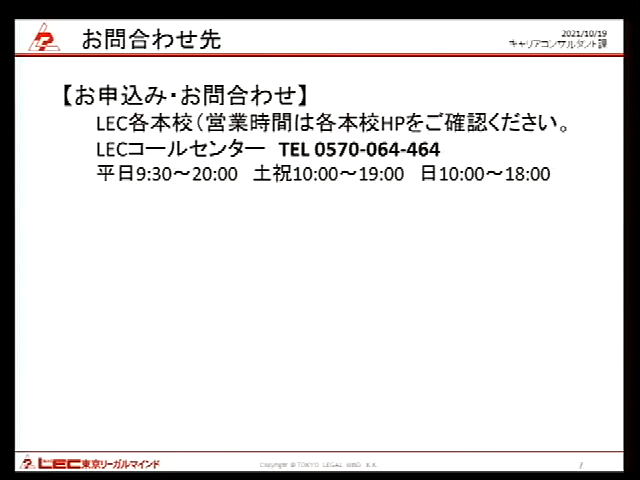 お問合わせ先
2021/10/19
キャリアコンサルタント課
【お申込み・お問合わせ】
LEC各本校（営業時間は各本校HPをご確認ください。
LECコールセンター　TEL 0570-064-464
平日9:30～20:00　土祝10:00～19:00　日10:00～18:00
LEC東京リーガルマインド
Copyright @ TOKYO LEGAL MIND K.K.
7